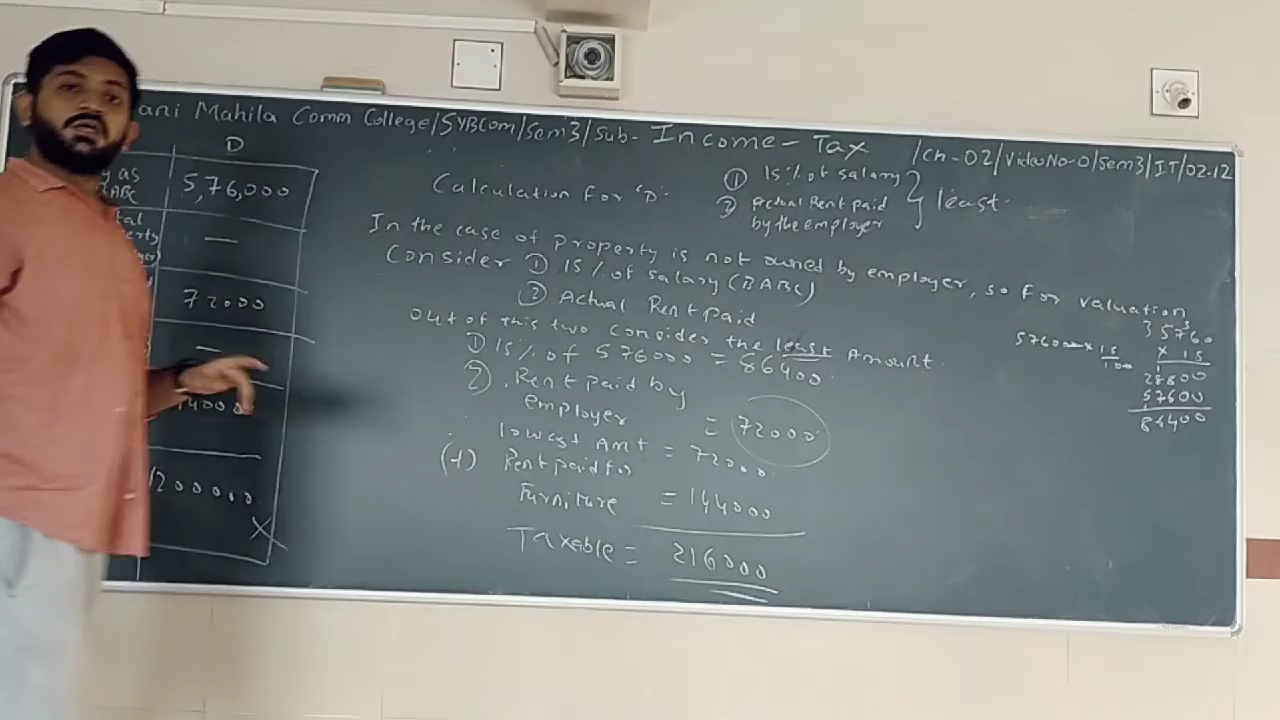 ani Mahila Comm College/SYBCOM/Sem3/Sub- Income-Tax /Ch-02/VideoNo-0/Sem3/IT/02-12
D
y as
ABC
5,76,000
—
72000
—
14000
1200000
X
Calculation For 'D'.
① 15% of salary
② Actual Rent paid
by the employer
least
In the case of property is not owned by employer, so for valuation
Consider ① 15% of salary (BABC)
② Actual Rent paid
out of this two consider the least Amount.
① 15% of 576000 = 86400
② Rent paid by
employer = 72000
lowest Amt = 72000
(+) Rent paid for
Furniture = 144000
Taxable = 216000
576000 × 15
100
5760
× 15
28800
57600
86400